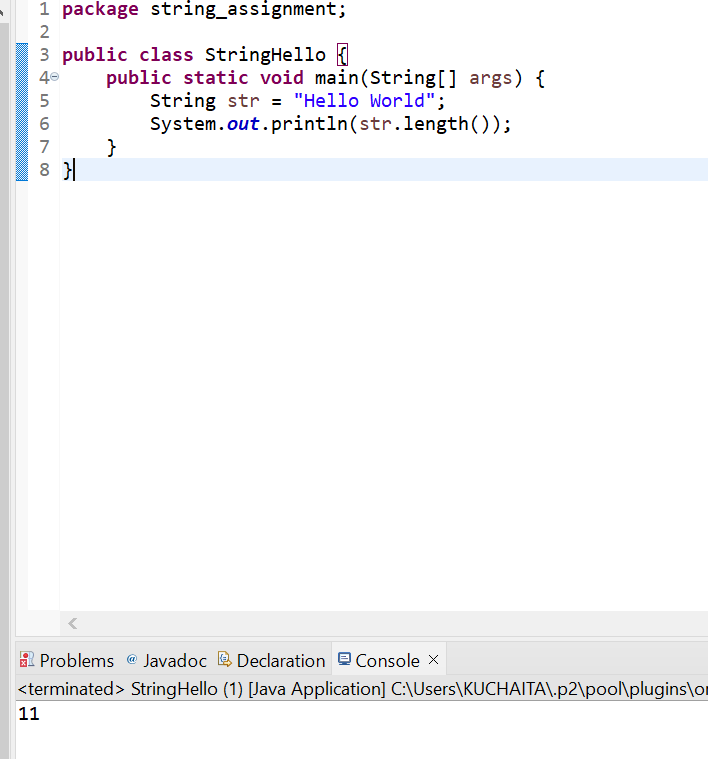 1 package string_assignment;
2
3 public class StringHello {
4 public static void main(String[] args) {
5 String str = "Hello World";
6 System.out.println(str.length());
7 }
8 }
Problems @ Javadoc Declaration Console
<terminated> StringHello (1) [Java Application] C:\Users\KUCHAITA\.p2\pool\plugins\or
11